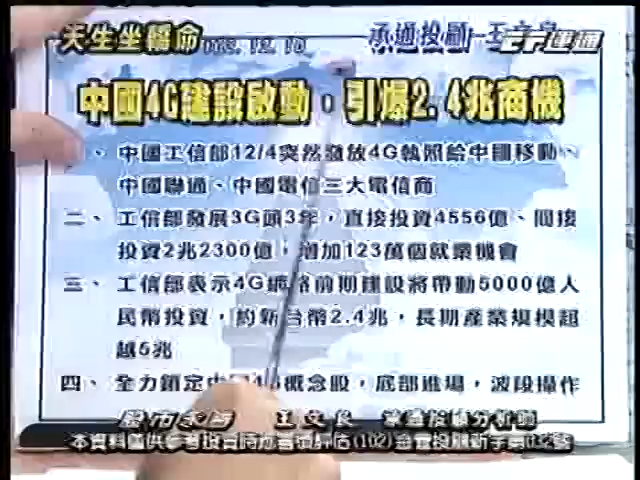 天生坐輪命
承通投顧-王文良
中國4G建設啟動，引爆2.4兆商機
、中國工信部12/4突然發放4G執照給中國移動、
中國聯通、中國電信三大電信商
二、工信部發展3G頭3年，直接投資4556億、間接
投資2兆2300億，增加123萬個就業機會
三、工信部表示4G網路前期建設將帶動5000億人
民幣投資，約新台幣2.4兆，長期產業規模超
越5兆
四、全力鎖定中國4G概念股，底部進場，波段操作
本資料僅供參考投資時應審慎評估(102)